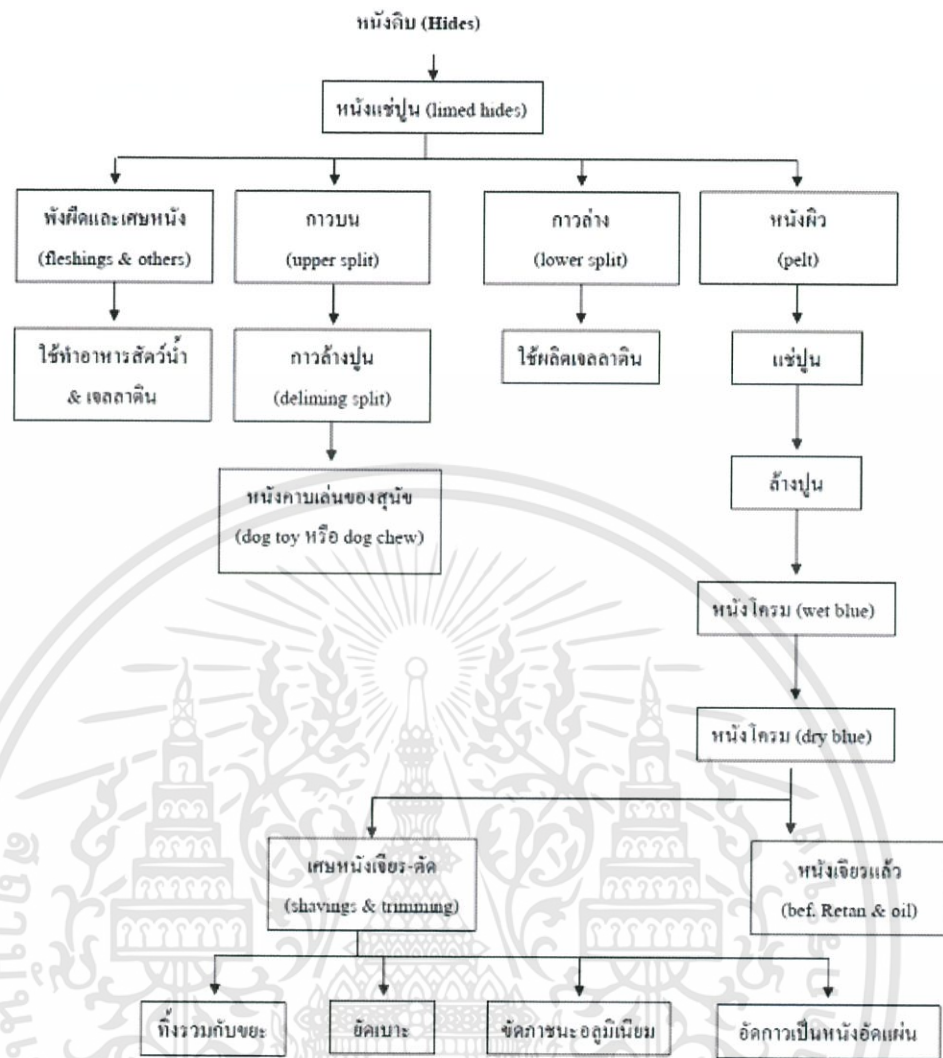 หนังดิบ (Hides)
หนังแช่ปูน (limed hides)
พังผืดและเศษหนัง
(fleshings & others)
กาวบน
(upper split)
กาวล่าง
(lower split)
หนังผิว
(pelt)
ใช้ทำอาหารสัตว์น้ำ
& เจลลาติน
กาวล้างปูน
(deliming split)
ใช้ผลิตเจลลาติน
แช่ปูน
หนังคาบเล่นของสุนัข
(dog toy หรือ dog chew)
ล้างปูน
หนังโครม (wet blue)
หนังโครม (dry blue)
เศษหนังเจียร-ตัด
(shavings & trimming)
หนังเจียรแล้ว
(bef. Retan & oil)
ทิ้งรวมกับขยะ
ยัดเบาะ
ขัดภาชนะอลูมิเนียม
อัดกาวเป็นหนังอัดแผ่น